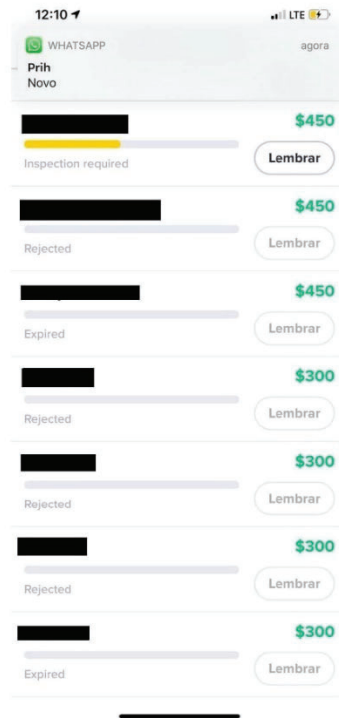 12:10
LTE
WHATSAPP
agora
Prih
Novo
$450
Inspection required
Lembrar
$450
Rejected
Lembrar
$450
Expired
Lembrar
$300
Rejected
Lembrar
$300
Rejected
Lembrar
$300
Rejected
Lembrar
$300
Expired
Lembrar